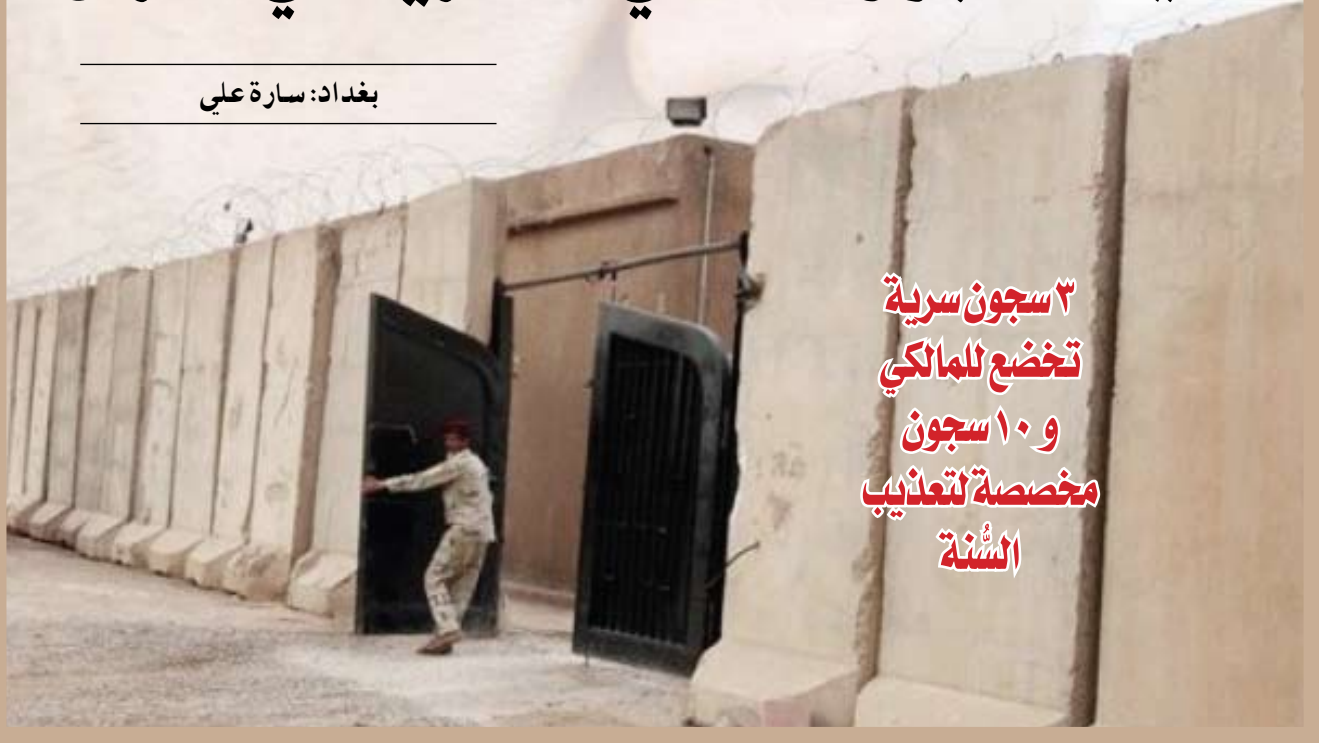 بغداد: سارة علي
٣ سجون سرية
تخضع للمالكي
و ١٠ سجون
مخصصة لتعذيب
السُّنة